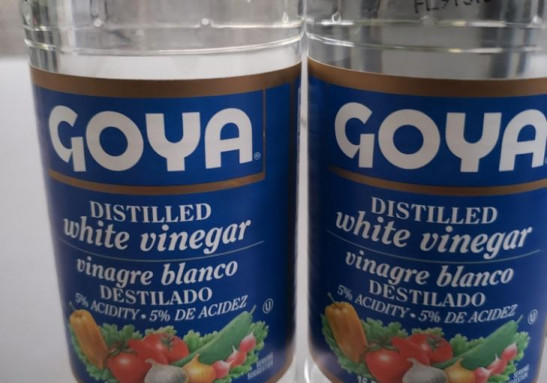 GOYA
DISTILLED
white vinegar
vinagre blanco
DESTILADO
5% ACIDITY • 5% DE ACIDEZ
GOYA
DISTILLED
white vinegar
vinagre blanco
DESTILADO
5% ACIDITY • 5% DE ACIDEZ